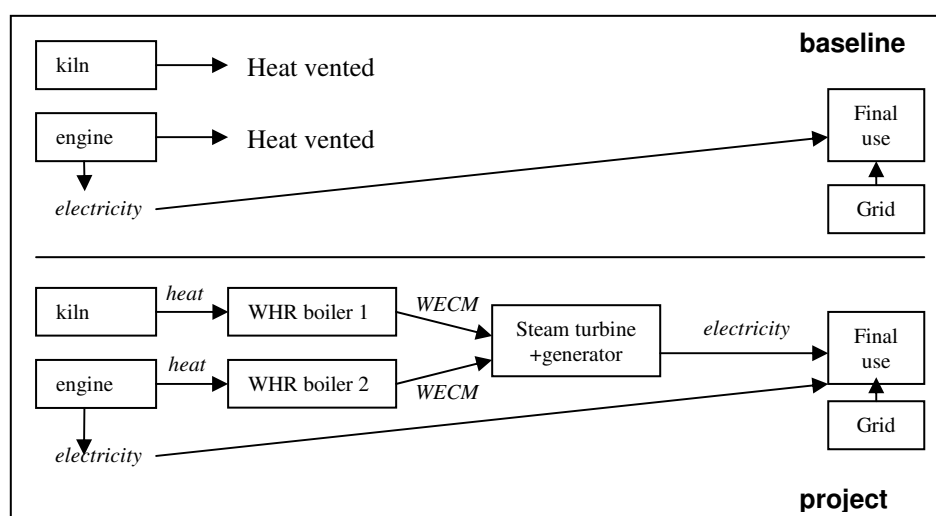 baseline
kiln
Heat vented
engine
Heat vented
Final
use
electricity
Grid
kiln
heat
WHR boiler 1
WECM
Steam turbine
+generator
electricity
Final
use
engine
heat
WHR boiler 2
WECM
Grid
electricity
project